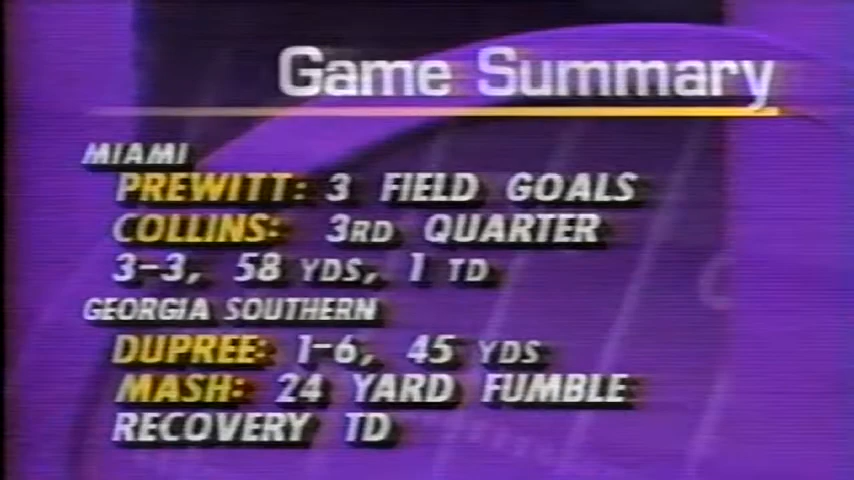 Game Summary
MIAMI
PREWITT: 3 FIELD GOALS
COLLINS: 3RD QUARTER
3-3, 58 YDS, 1 TD
GEORGIA SOUTHERN
DUPREE: 1-6, 45 YDS
MASH: 24 YARD FUMBLE
RECOVERY TD